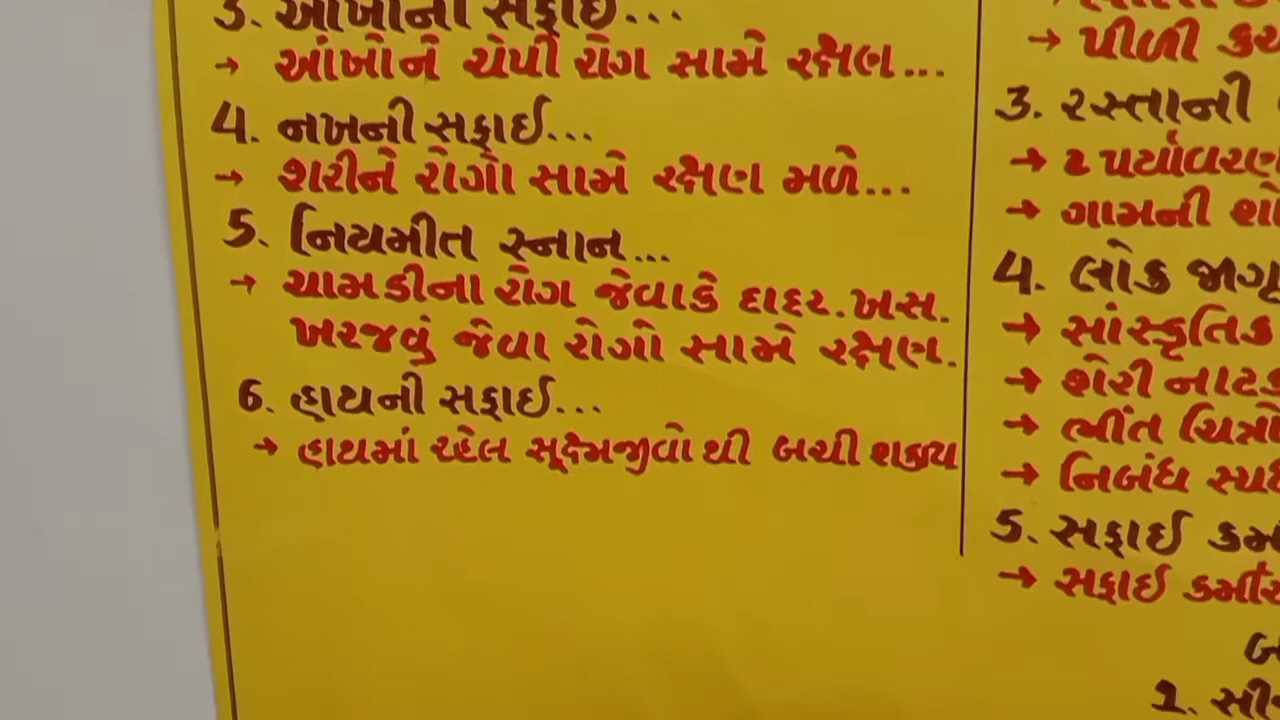 3. આંખોની સફાઈ...
→ આંખોને ચેપી રોગ સામે રક્ષણ...
4. નખની સફાઈ...
→ શરીને રોગો સામે રક્ષણ મળે...
5. નિયમીત સ્નાન...
→ ચામડીના રોગ જેવાકે દાદર. ખસ.
ખરજવું જેવા રોગો સામે રક્ષણ.
6. હાથની સફાઈ...
→ હાથમાં રહેલ સૂક્ષ્મજીવો થી બચી શકાય
→ પીળી
3. રસ્તાની
→ પર્યાવરણ
→ ગામની
4. લોક
→ સાંસ્કૃતિક
→ શેરી
→ ભીંત
→ નિબંધ
5. સફાઈ
→ સફાઈ
1.